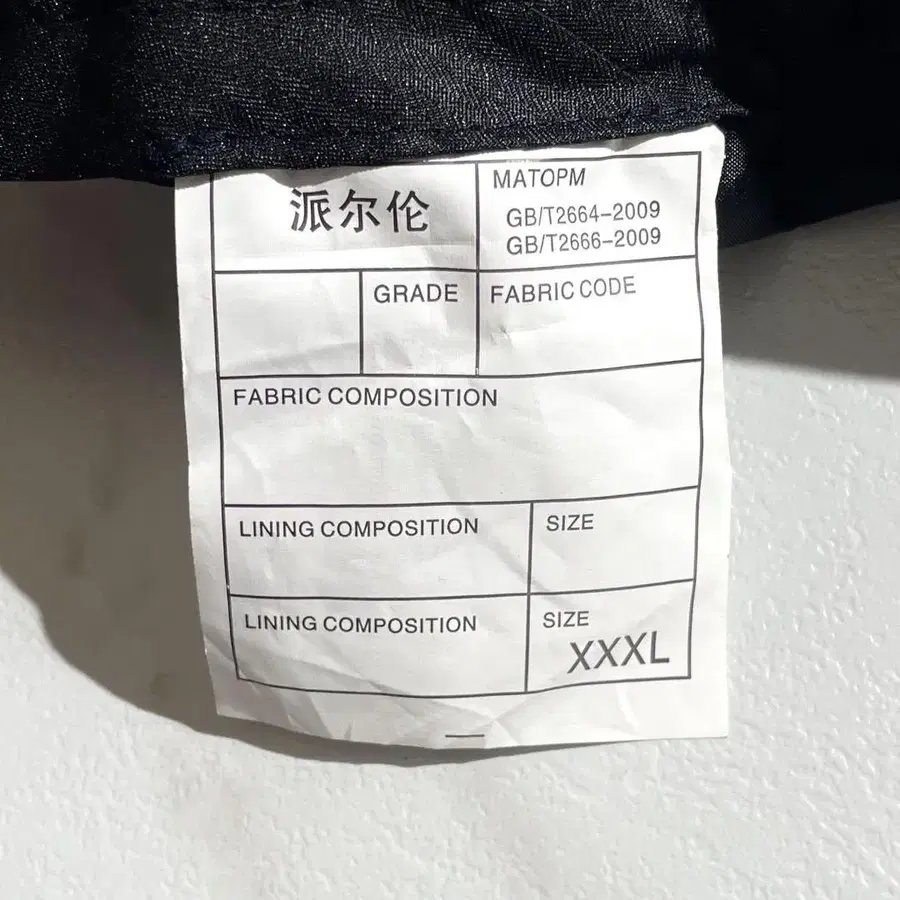 派尔伦
MATOPM
GB/T2664-2009
GB/T2666-2009
GRADE
FABRIC CODE
FABRIC COMPOSITION
LINING COMPOSITION
SIZE
LINING COMPOSITION
SIZE
XXXL